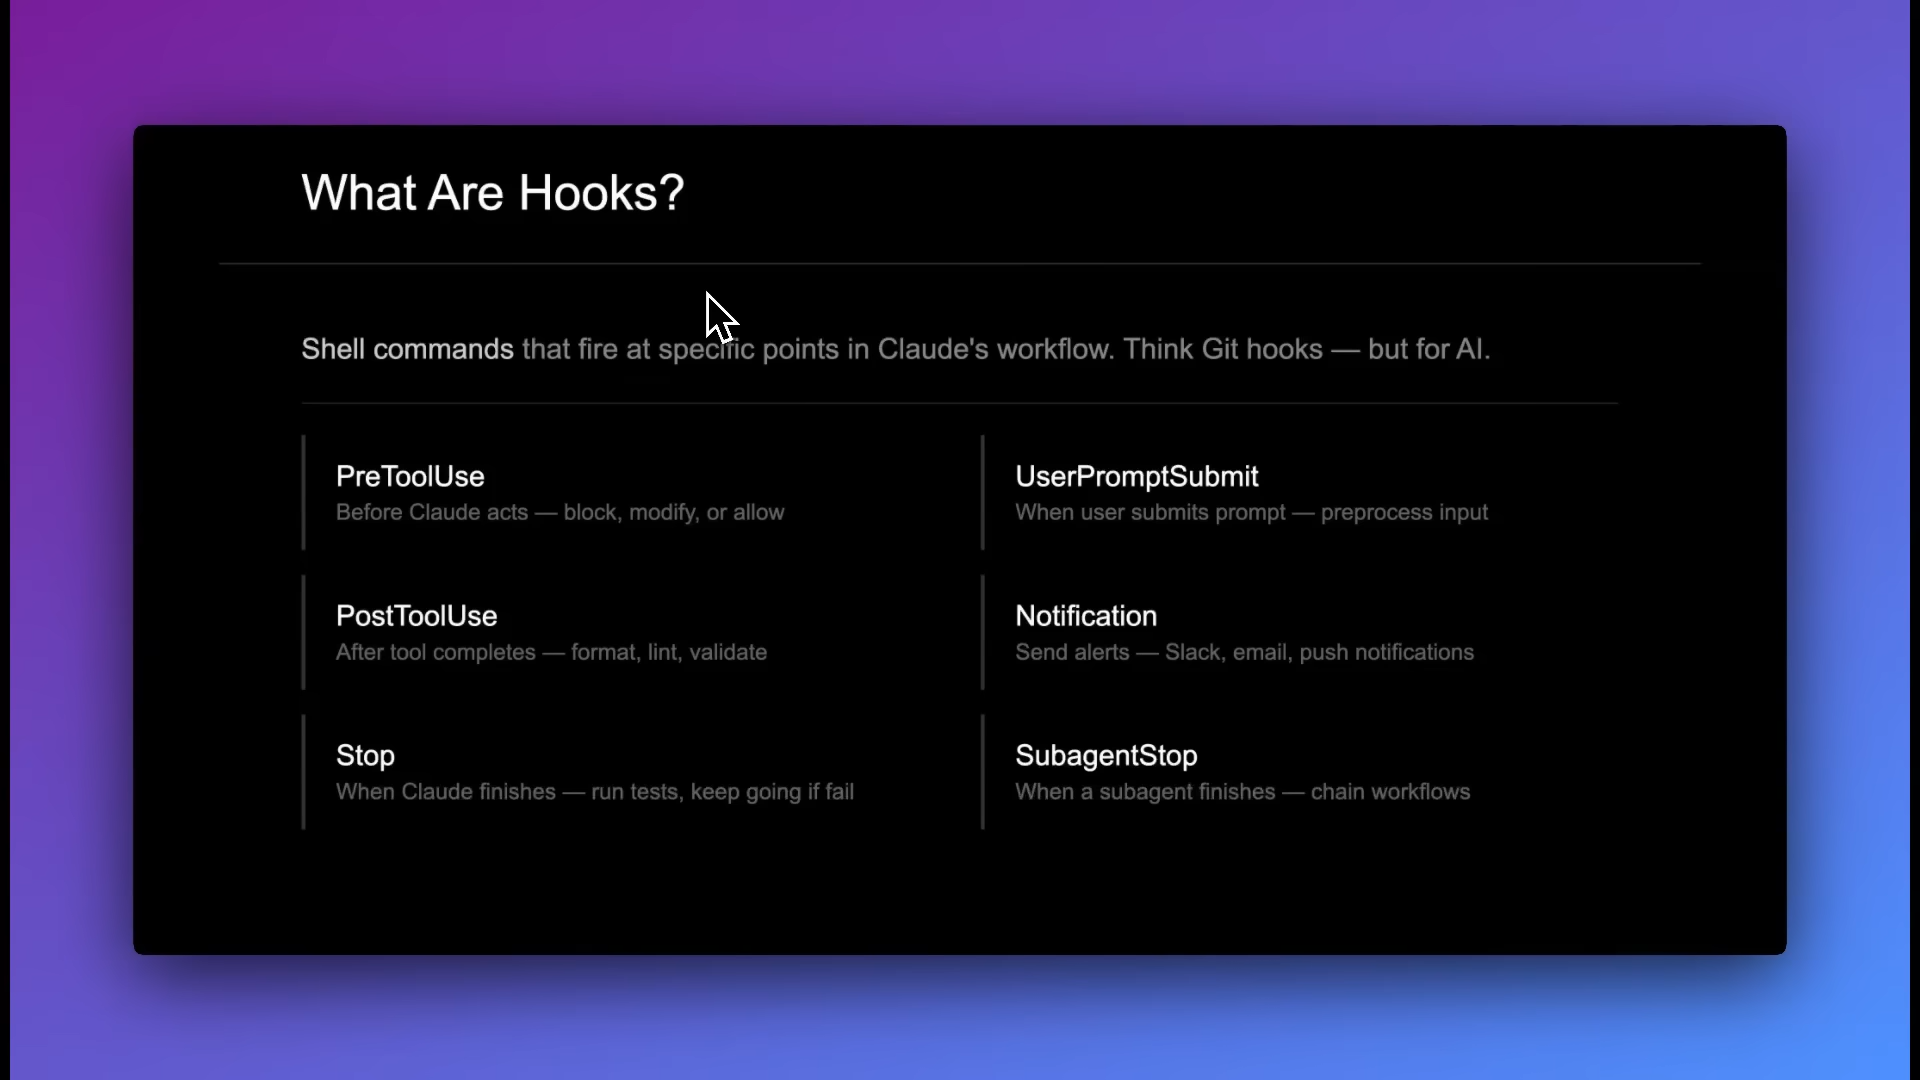 What Are Hooks?
Shell commands that fire at specific points in Claude's workflow. Think Git hooks — but for AI.
PreToolUse
Before Claude acts — block, modify, or allow
UserPromptSubmit
When user submits prompt — preprocess input
PostToolUse
After tool completes — format, lint, validate
Notification
Send alerts — Slack, email, push notifications
Stop
When Claude finishes — run tests, keep going if fail
SubagentStop
When a subagent finishes — chain workflows